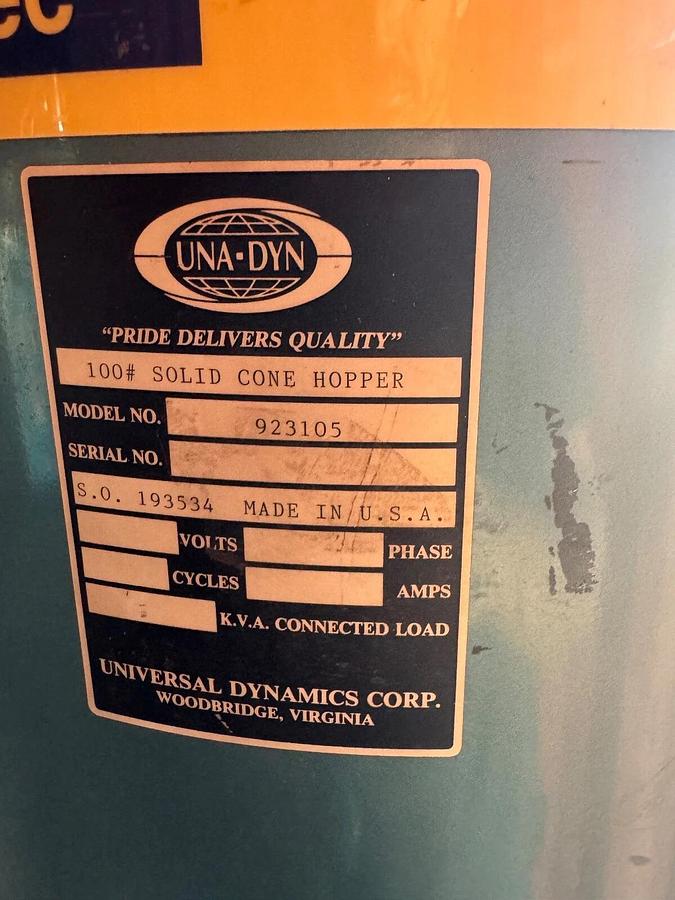 ec
UNA-DYN
"PRIDE DELIVERS QUALITY"
100# SOLID CONE HOPPER
MODEL NO. 923105
SERIAL NO.
S.O. 193534 MADE IN U.S.A.
VOLTS PHASE
CYCLES AMPS
K.V.A. CONNECTED LOAD
UNIVERSAL DYNAMICS CORP.
WOODBRIDGE, VIRGINIA